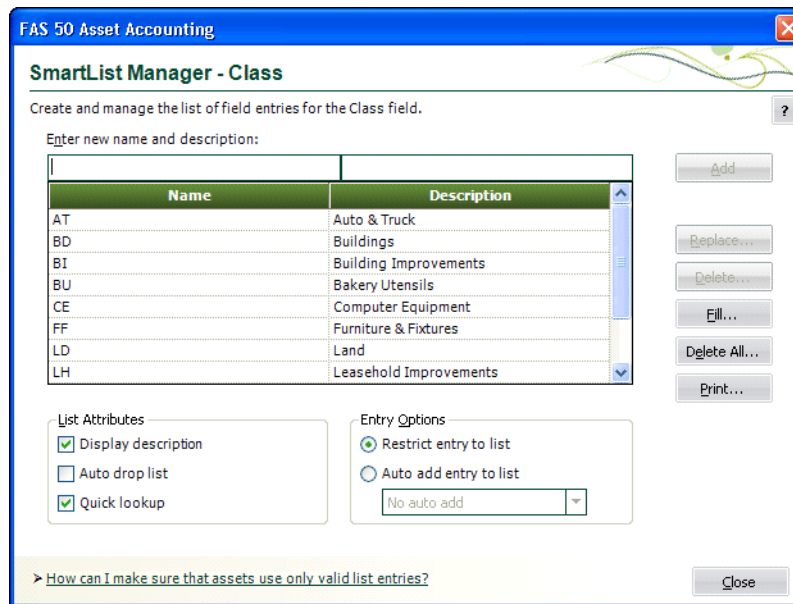 FAS 50 Asset Accounting
SmartList Manager - Class
Create and manage the list of field entries for the Class field.
?
Enter new name and description:
Add
Name Description
AT Auto & Truck
BD Buildings
Replace...
BI Building Improvements
BU Bakery Utensils
Delete...
CE Computer Equipment
Fill...
FF Furniture & Fixtures
LD Land
Delete All...
LH Leasehold Improvements
Print...
List Attributes
Entry Options
Display description
Restrict entry to list
Auto drop list
Auto add entry to list
Quick lookup
No auto add
➤ How can I make sure that assets use only valid list entries?
Close